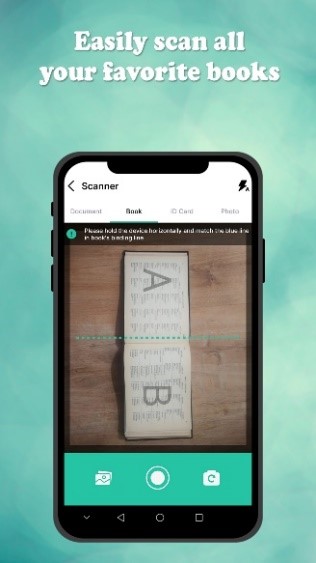 Easily scan all
your favorite books
Scanner
Document
Book
ID Card
Photo
Please hold the device horizontally and match the blue line
in book's binding line
A
B